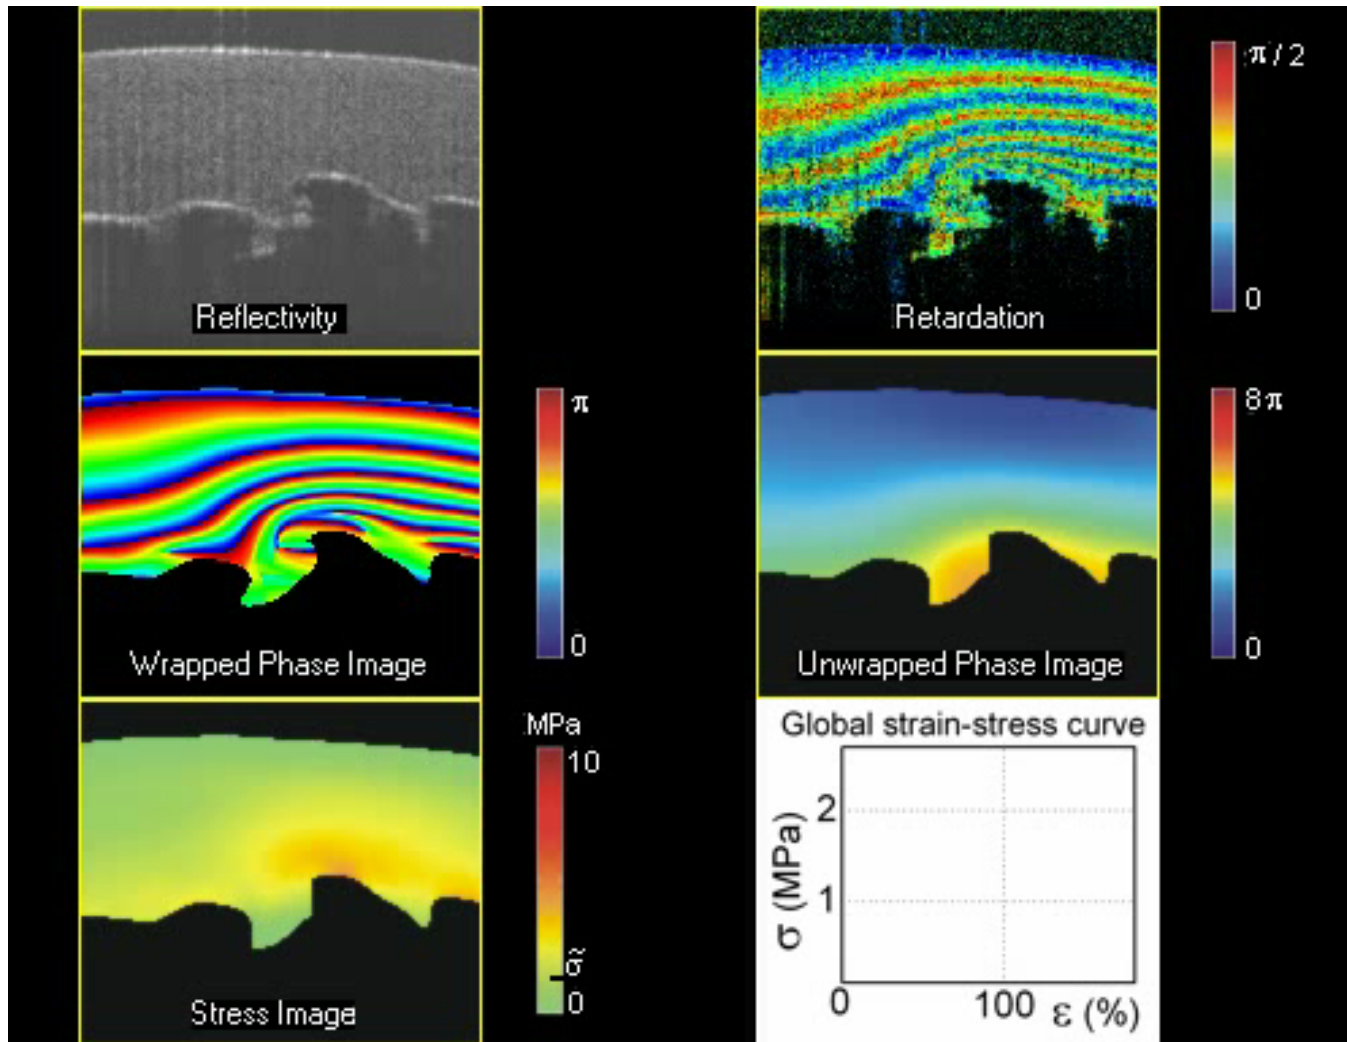 Reflectivity
Retardation
π / 2
0
Wrapped Phase Image
π
0
Unwrapped Phase Image
8π
0
Stress Image
MPa
10
σ̃
0
Global strain-stress curve
σ (MPa)
2
1
0
100
ε (%)